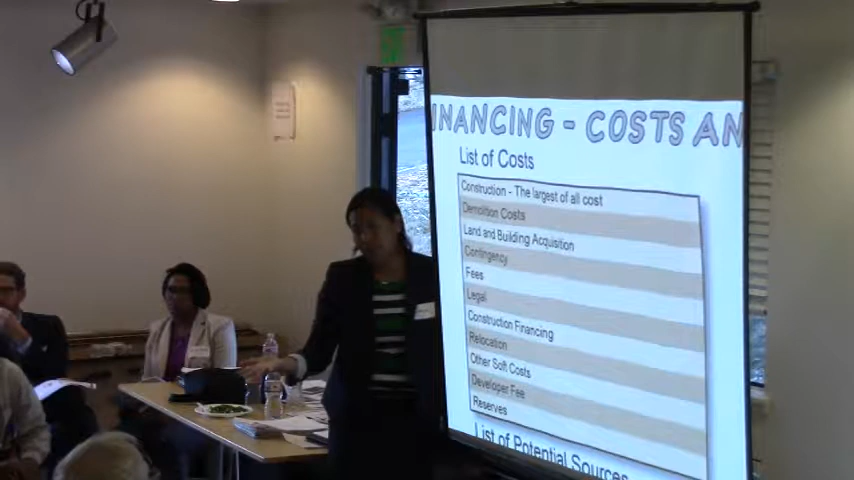 INANCING - COSTS AN
List of Costs
Construction - The largest of all cost
Demolition Costs
Land and Building Acquisition
Contingency
Fees
Legal
Construction Financing
Relocation
Other Soft Costs
Developer Fee
Reserves
List of Potential Sources